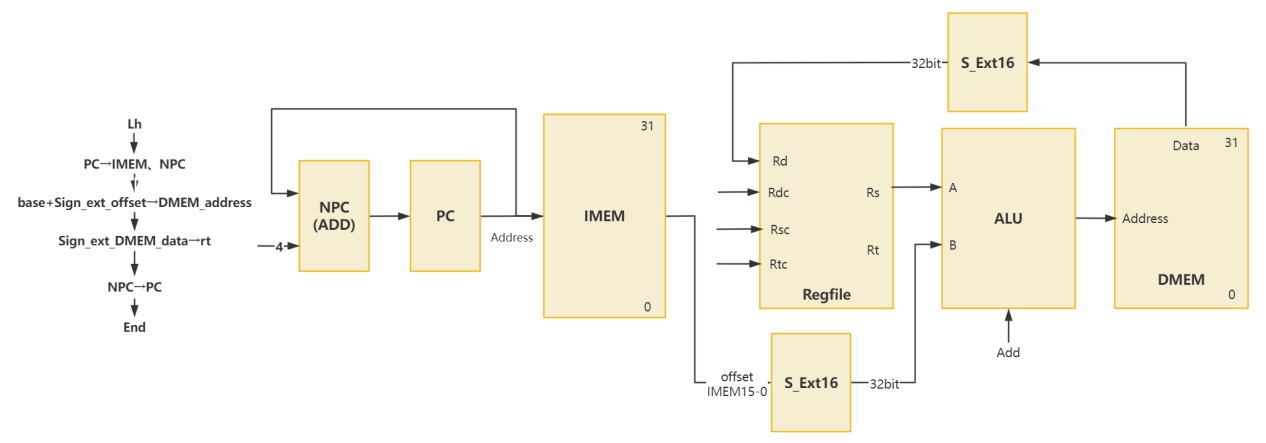 Lh
PC→IMEM、NPC
base+Sign_ext_offset→DMEM_address
Sign_ext_DMEM_data→rt
NPC→PC
End
4
NPC
(ADD)
PC
Address
31
IMEM
0
offset
IMEM15-0
S_Ext16
32bit
32bit
S_Ext16
Rd
Rdc
Rsc
Rtc
Rs
Rt
Regfile
A
B
ALU
Add
Data
31
Address
DMEM
0